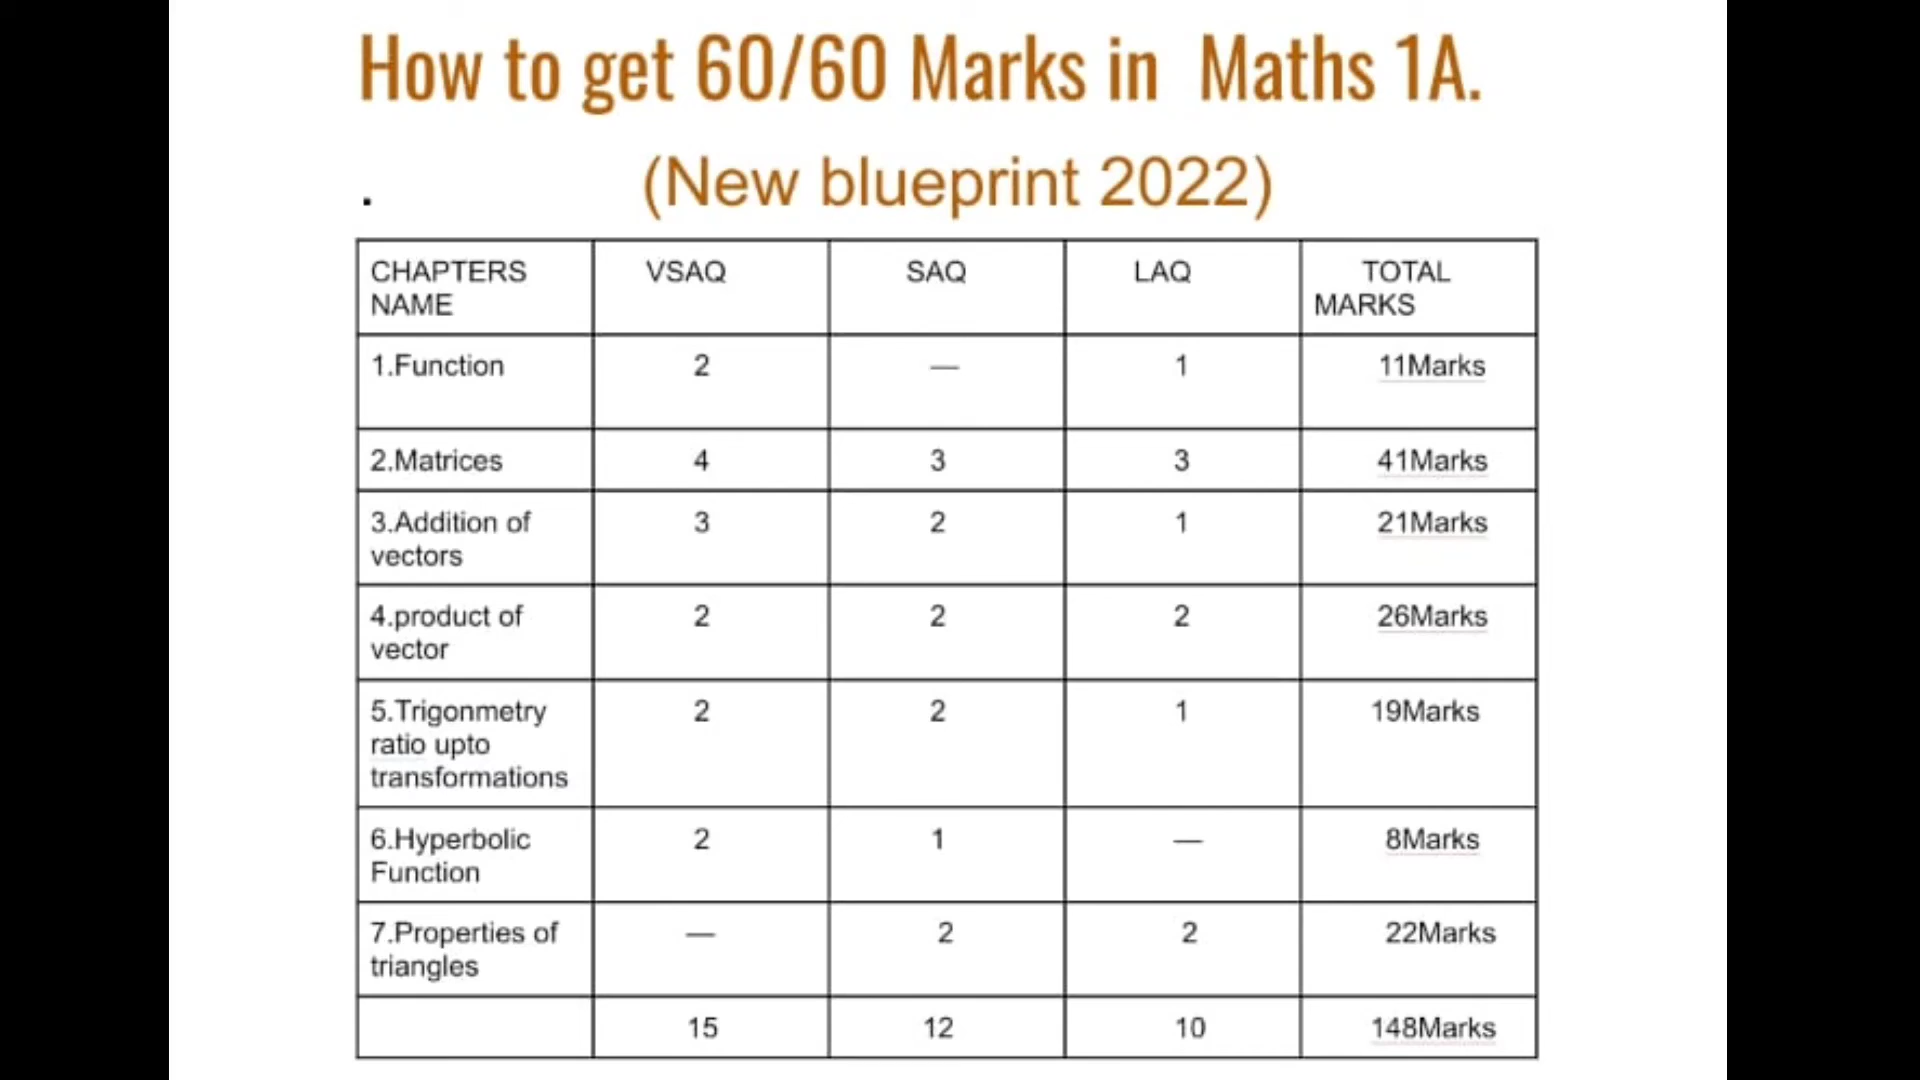 How to get 60/60 Marks in Maths 1A.
. (New blueprint 2022)
CHAPTERS NAME VSAQ SAQ LAQ TOTAL MARKS
1.Function 2 — 1 11Marks
2.Matrices 4 3 3 41Marks
3.Addition of vectors 3 2 1 21Marks
4.product of vector 2 2 2 26Marks
5.Trigonmetry ratio upto transformations 2 2 1 19Marks
6.Hyperbolic Function 2 1 — 8Marks
7.Properties of triangles — 2 2 22Marks
15 12 10 148Marks